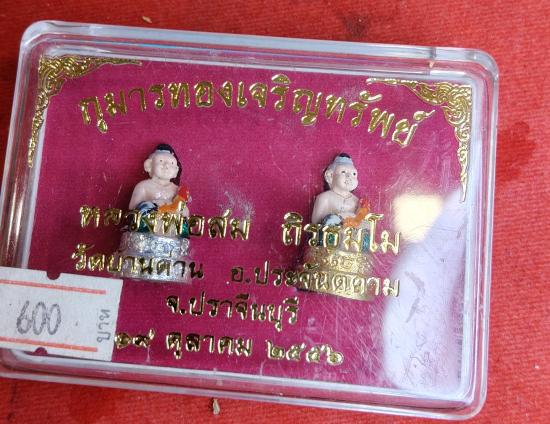 กุมารทองเจริญทรัพย์
หลวงพ่อสม ถิรธมฺโม
วัดบ้านด่าน อ.ประจันตคาม
จ.ปราจีนบุรี
๑๙ ตุลาคม ๒๕๕๖
600
บาท